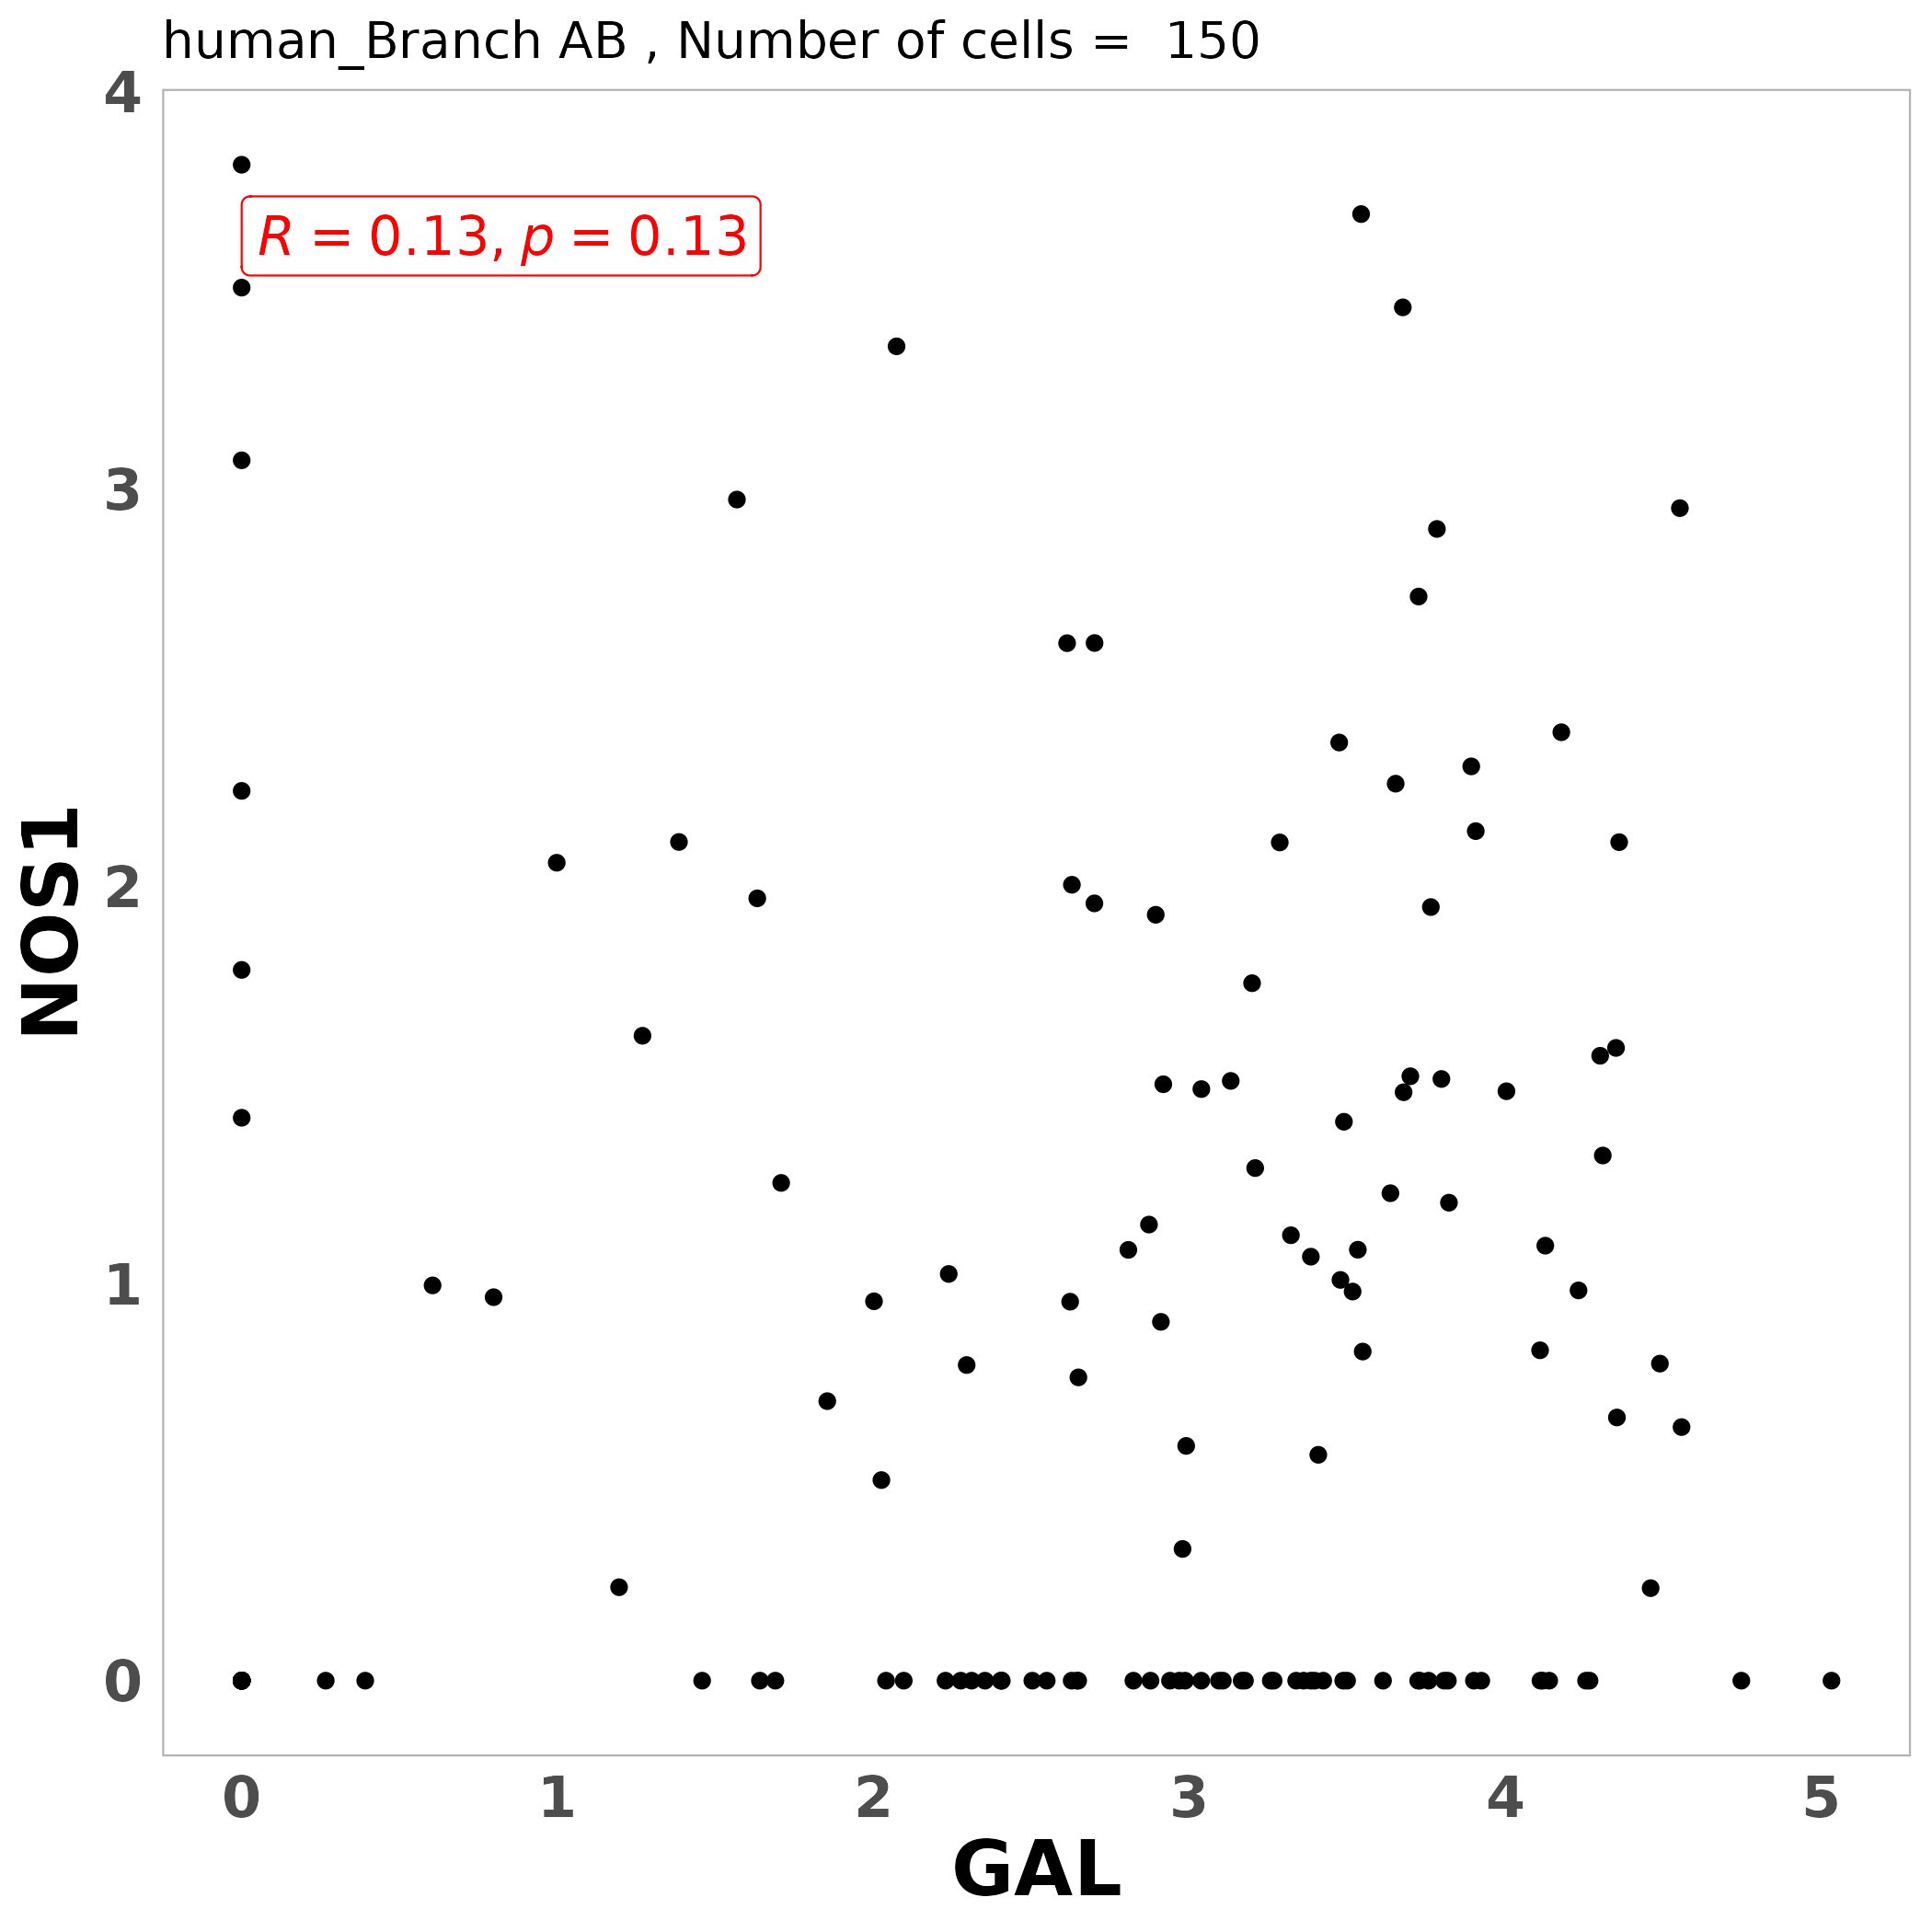 human_Branch AB , Number of cells =  150
4
R = 0.13, p = 0.13
3
2
1
0
NOS1
0 1 2 3 4 5
GAL